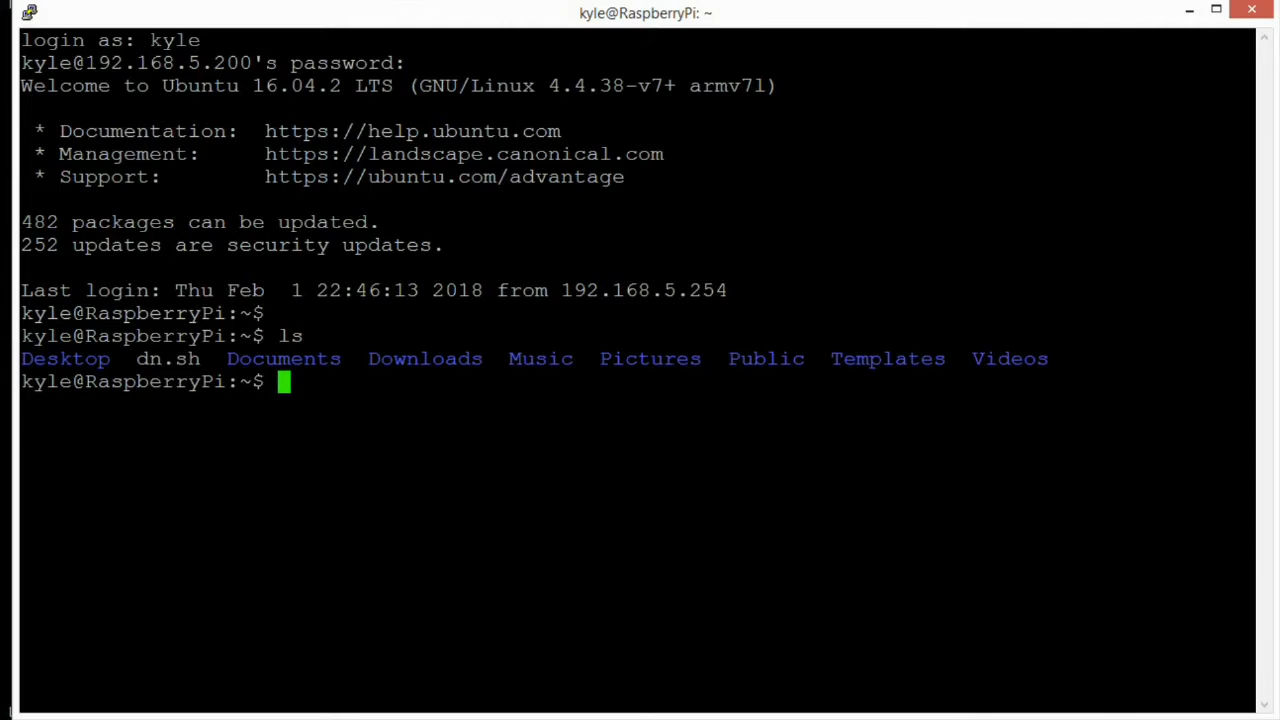 kyle@RaspberryPi: ~
login as: kyle
kyle@192.168.5.200's password:
Welcome to Ubuntu 16.04.2 LTS (GNU/Linux 4.4.38-v7+ armv7l)
* Documentation:  https://help.ubuntu.com
* Management:     https://landscape.canonical.com
* Support:        https://ubuntu.com/advantage
482 packages can be updated.
252 updates are security updates.
Last login: Thu Feb  1 22:46:13 2018 from 192.168.5.254
kyle@RaspberryPi:~$
kyle@RaspberryPi:~$ ls
Desktop  dn.sh  Documents  Downloads  Music  Pictures  Public  Templates  Videos
kyle@RaspberryPi:~$